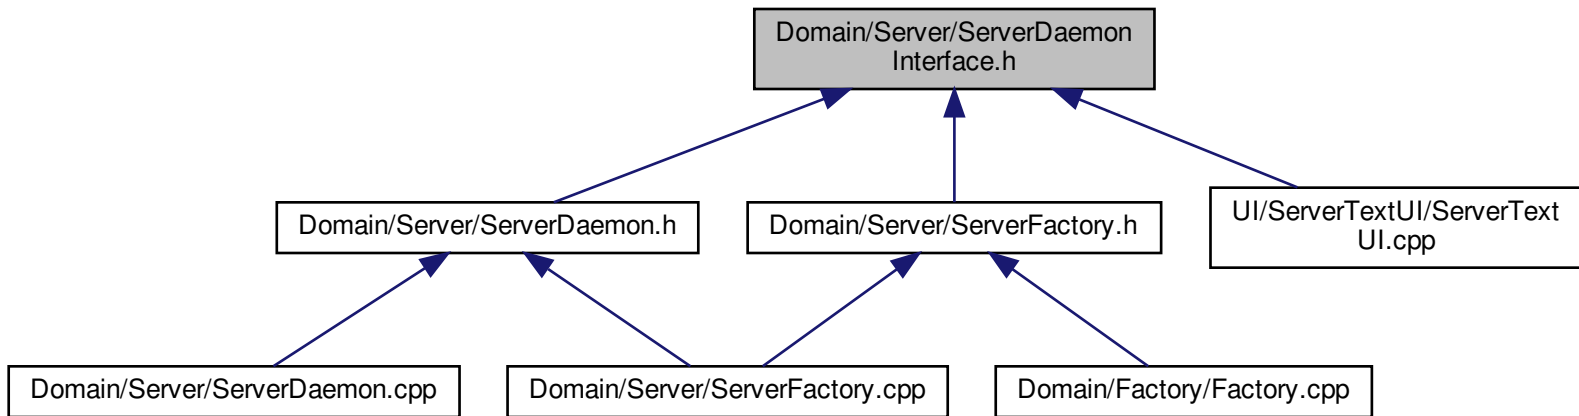 Domain/Server/ServerDaemon
Interface.h
Domain/Server/ServerDaemon.h
Domain/Server/ServerFactory.h
UI/ServerTextUI/ServerText
UI.cpp
Domain/Server/ServerDaemon.cpp
Domain/Server/ServerFactory.cpp
Domain/Factory/Factory.cpp